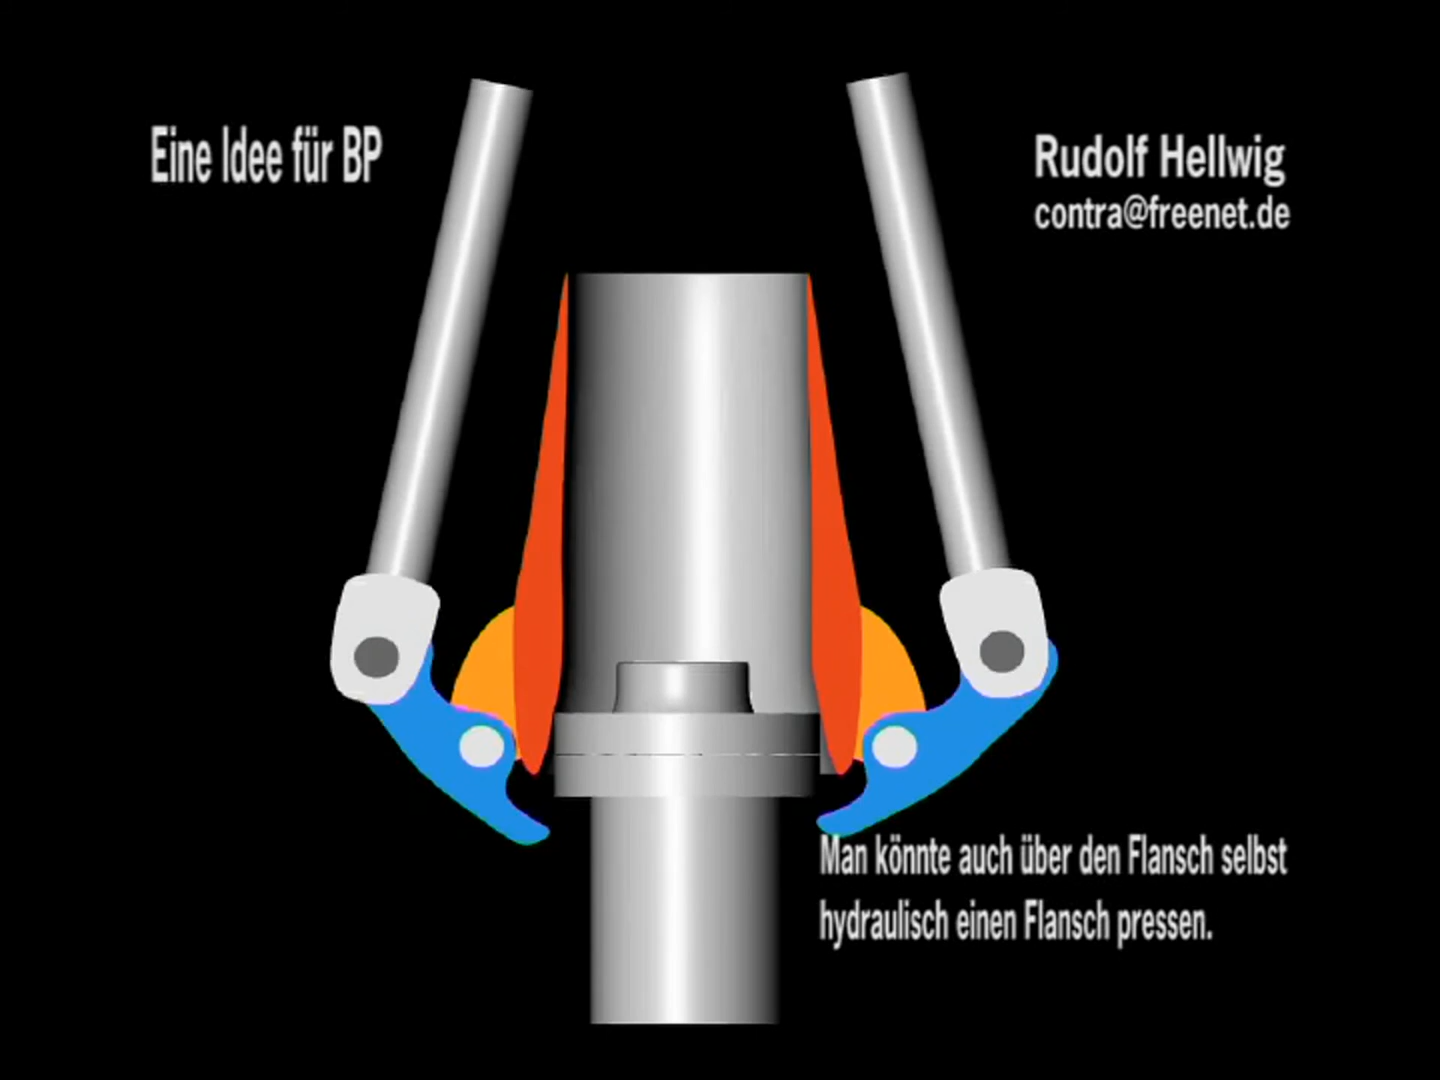 Eine Idee für BP
Rudolf Hellwig
contra@freenet.de
Man könnte auch über den Flansch selbst
hydraulisch einen Flansch pressen.